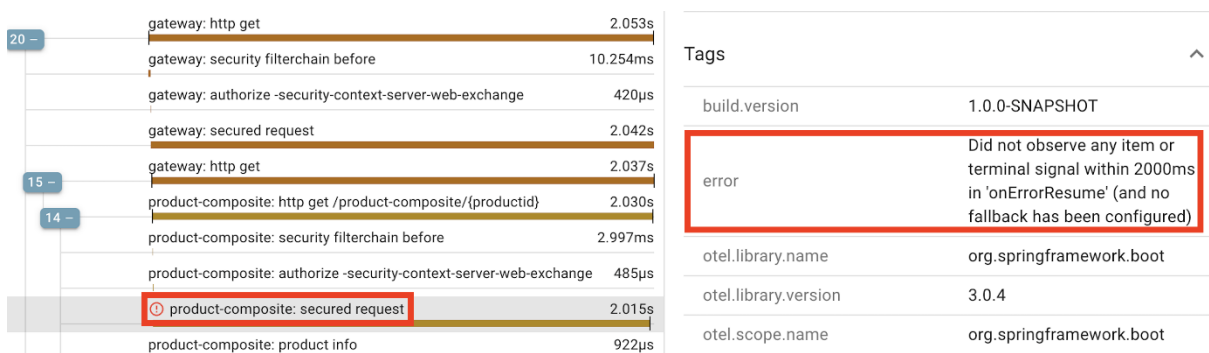 20 –
gateway: http get 2.053s
gateway: security filterchain before 10.254ms
gateway: authorize -security-context-server-web-exchange 420µs
gateway: secured request 2.042s
15 –
gateway: http get 2.037s
14 –
product-composite: http get /product-composite/{productid} 2.030s
product-composite: security filterchain before 2.997ms
product-composite: authorize -security-context-server-web-exchange 485µs
product-composite: secured request 2.015s
product-composite: product info 922µs
Tags
build.version 1.0.0-SNAPSHOT
error
Did not observe any item or
terminal signal within 2000ms
in 'onErrorResume' (and no
fallback has been configured)
otel.library.name org.springframework.boot
otel.library.version 3.0.4
otel.scope.name org.springframework.boot